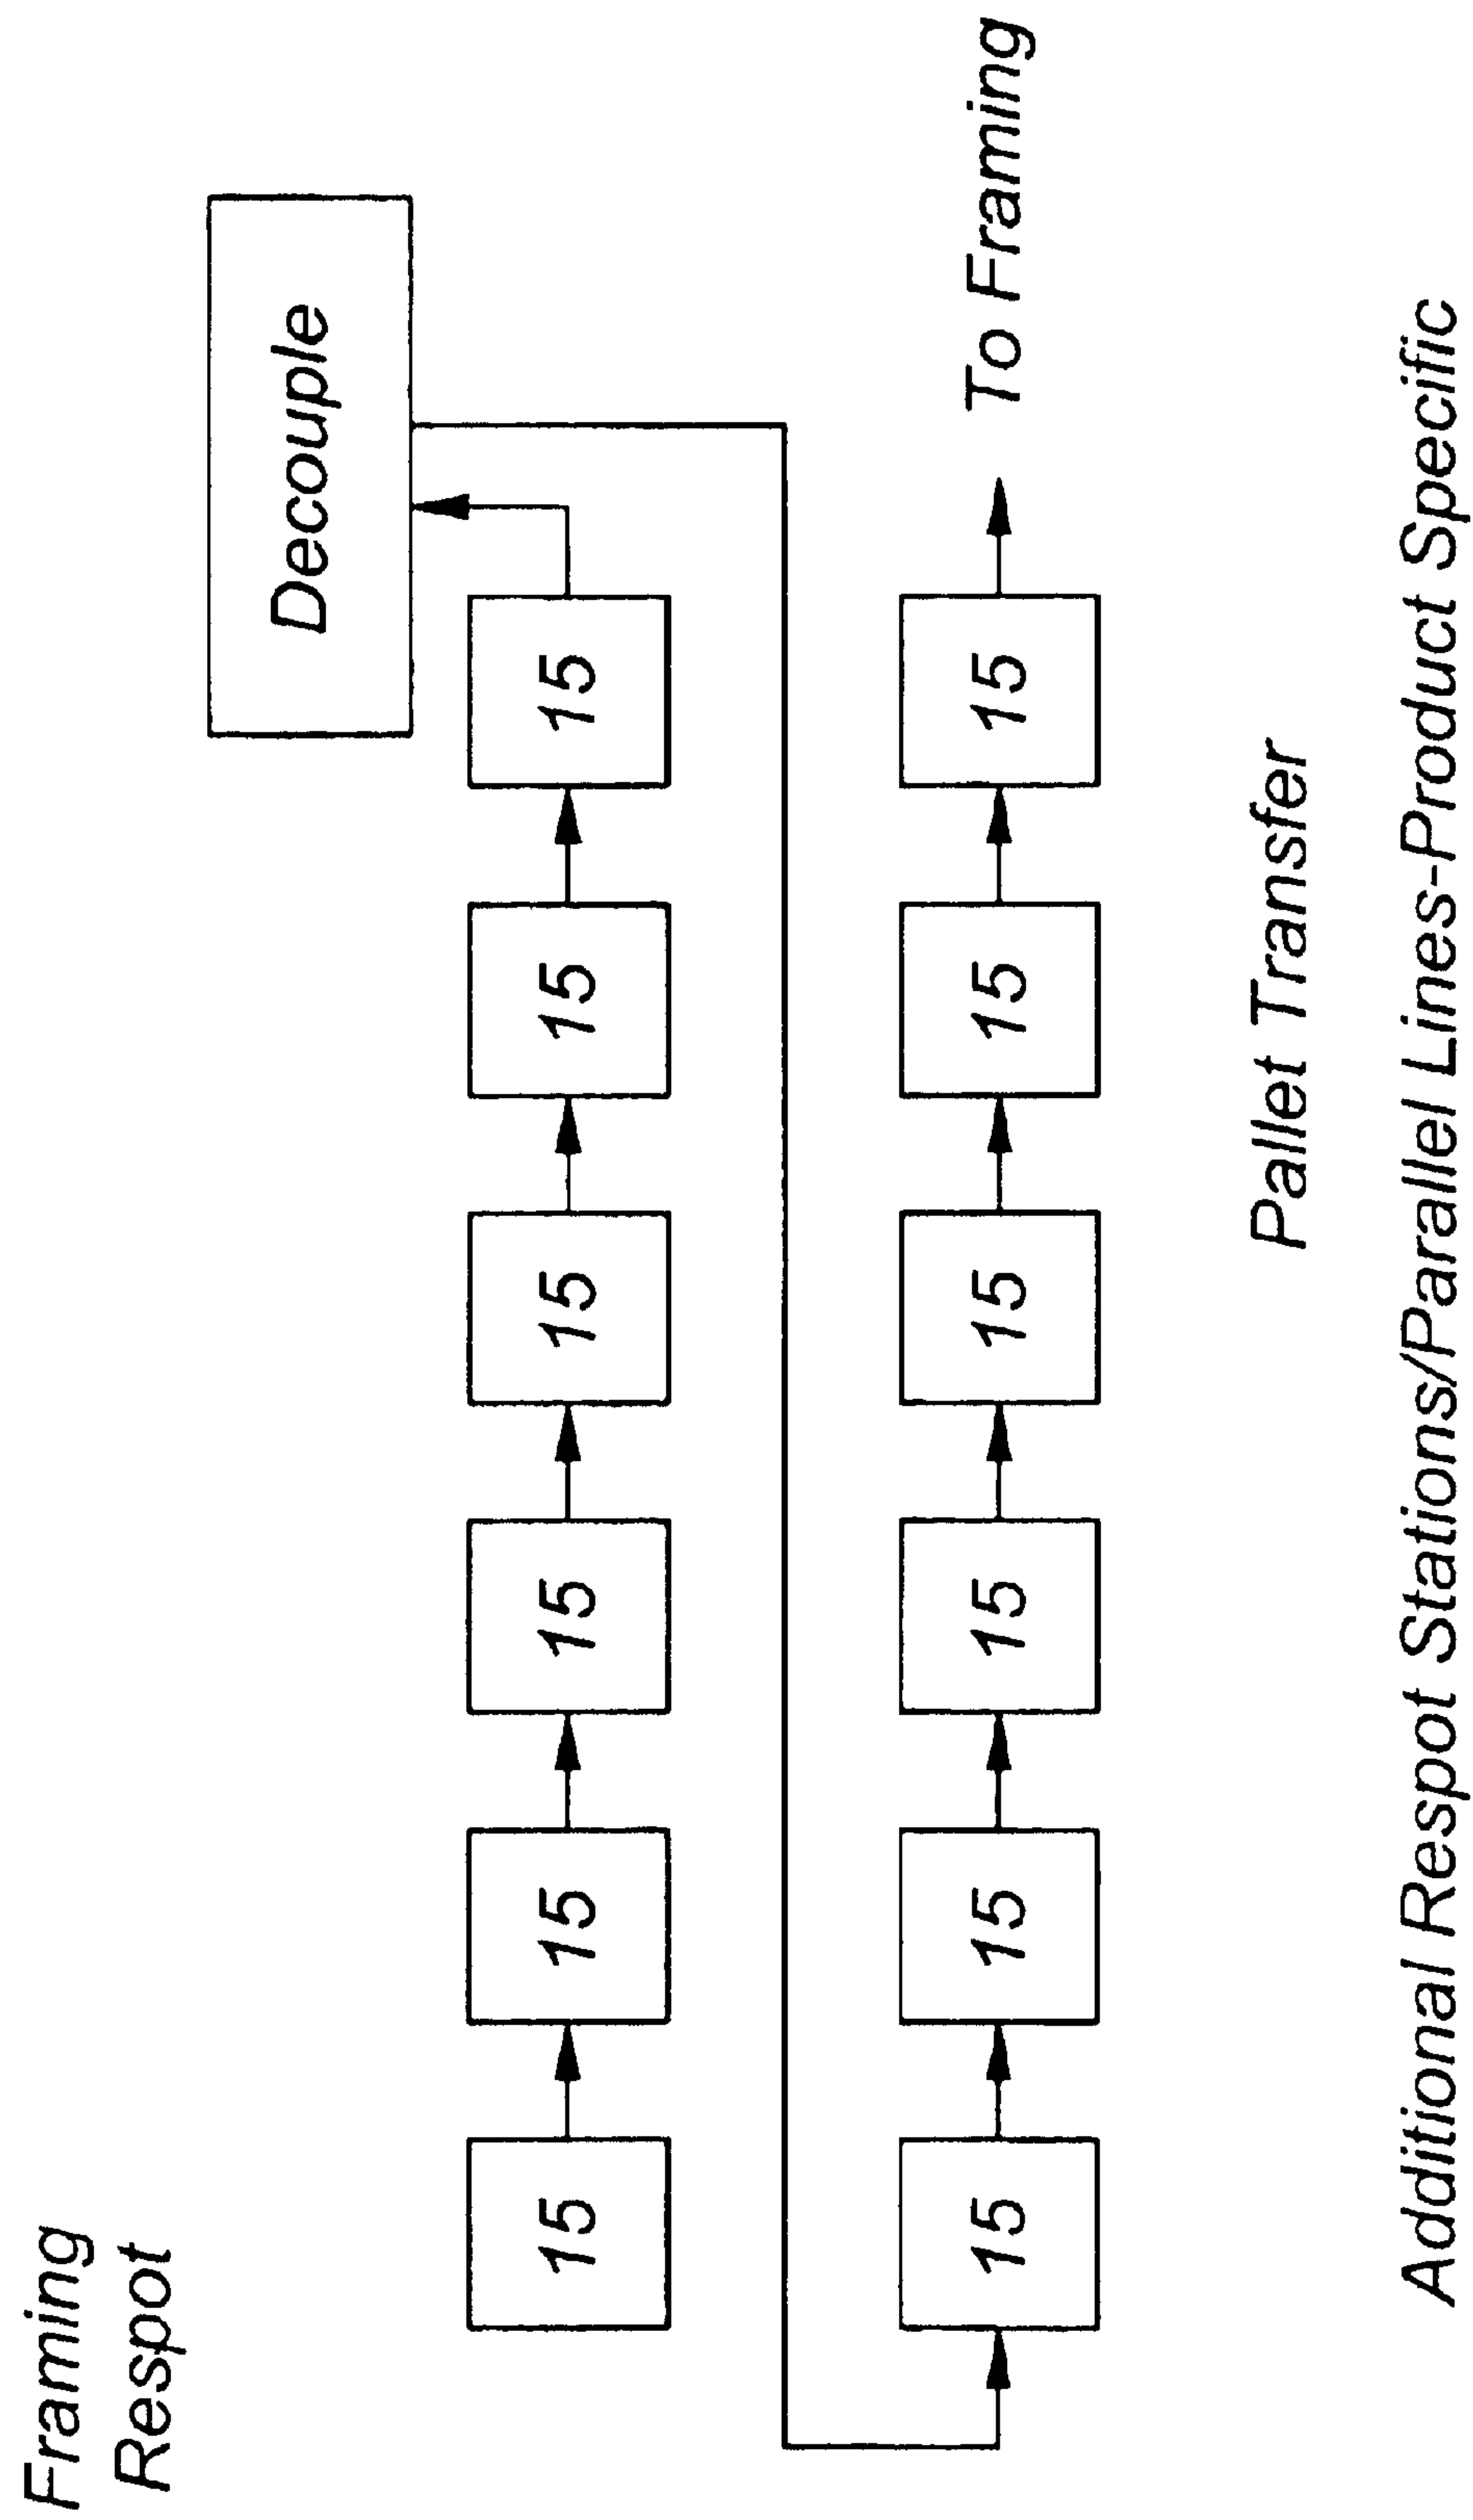 Framing
Respot
Decouple
15
15
15
15
15
15
15
15
15
15
15
15
To Framing
Pallet Transfer
Additional Respot Stations/Parallel Lines-Product Specific